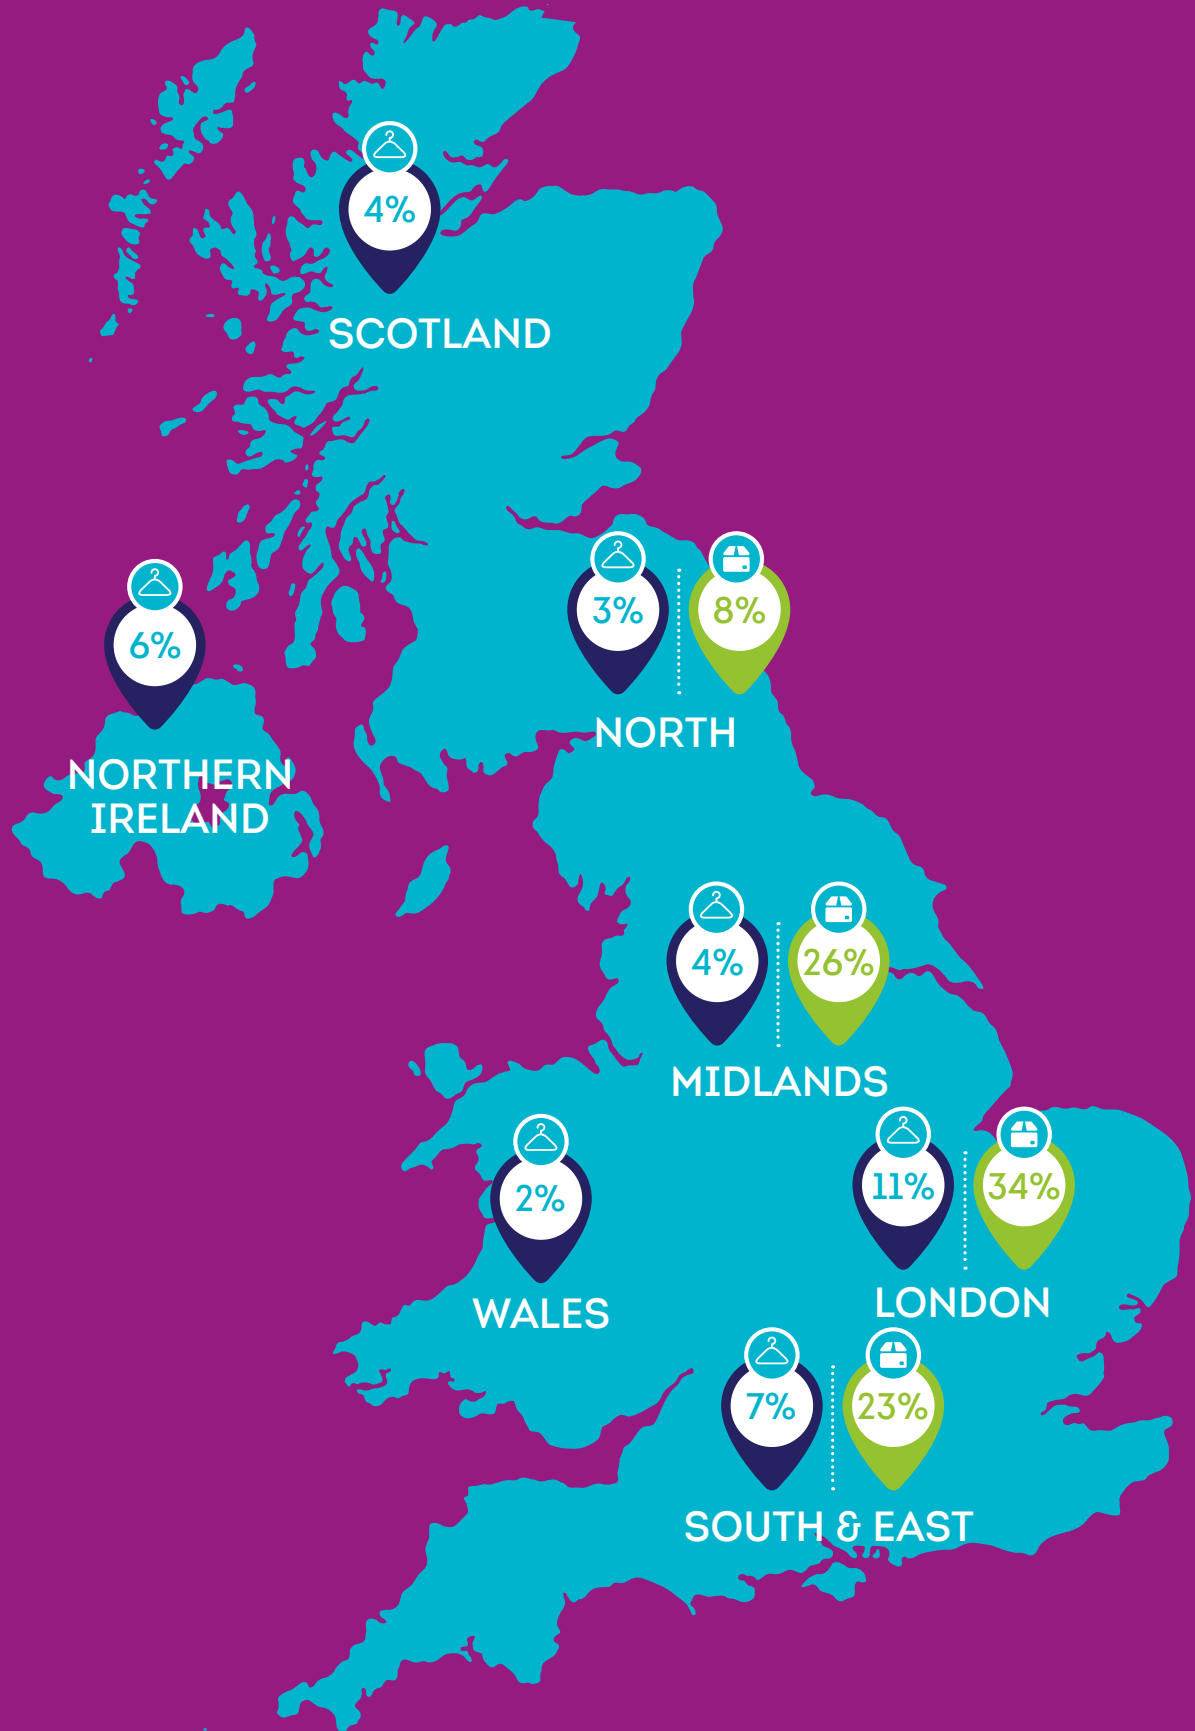 4%
SCOTLAND
3%
8%
NORTH
6%
NORTHERN
IRELAND
4%
26%
MIDLANDS
2%
WALES
11%
34%
LONDON
7%
23%
SOUTH & EAST